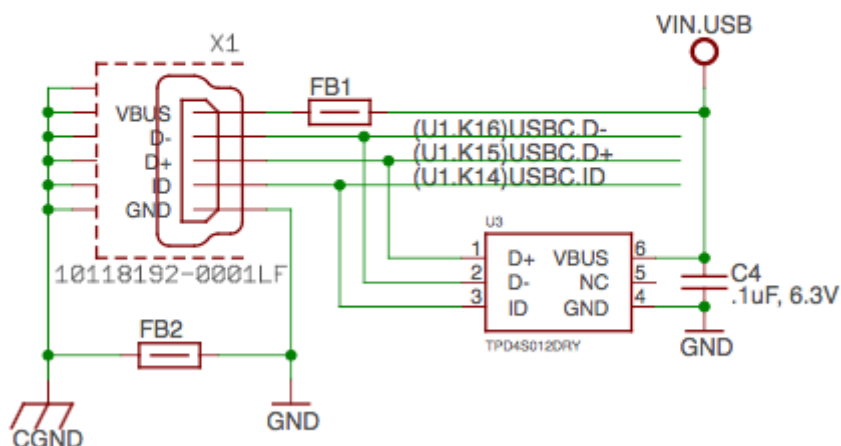 VIN.USB
X1
FB1
VBUS
D-
D+
ID
GND
(U1.K16)USBC.D-
(U1.K15)USBC.D+
(U1.K14)USBC.ID
10118192-0001LF
U3
1 D+ VBUS 6
2 D- NC 5
3 ID GND 4
TPD4S012DRY
C4
.1uF, 6.3V
GND
FB2
GND
CGND